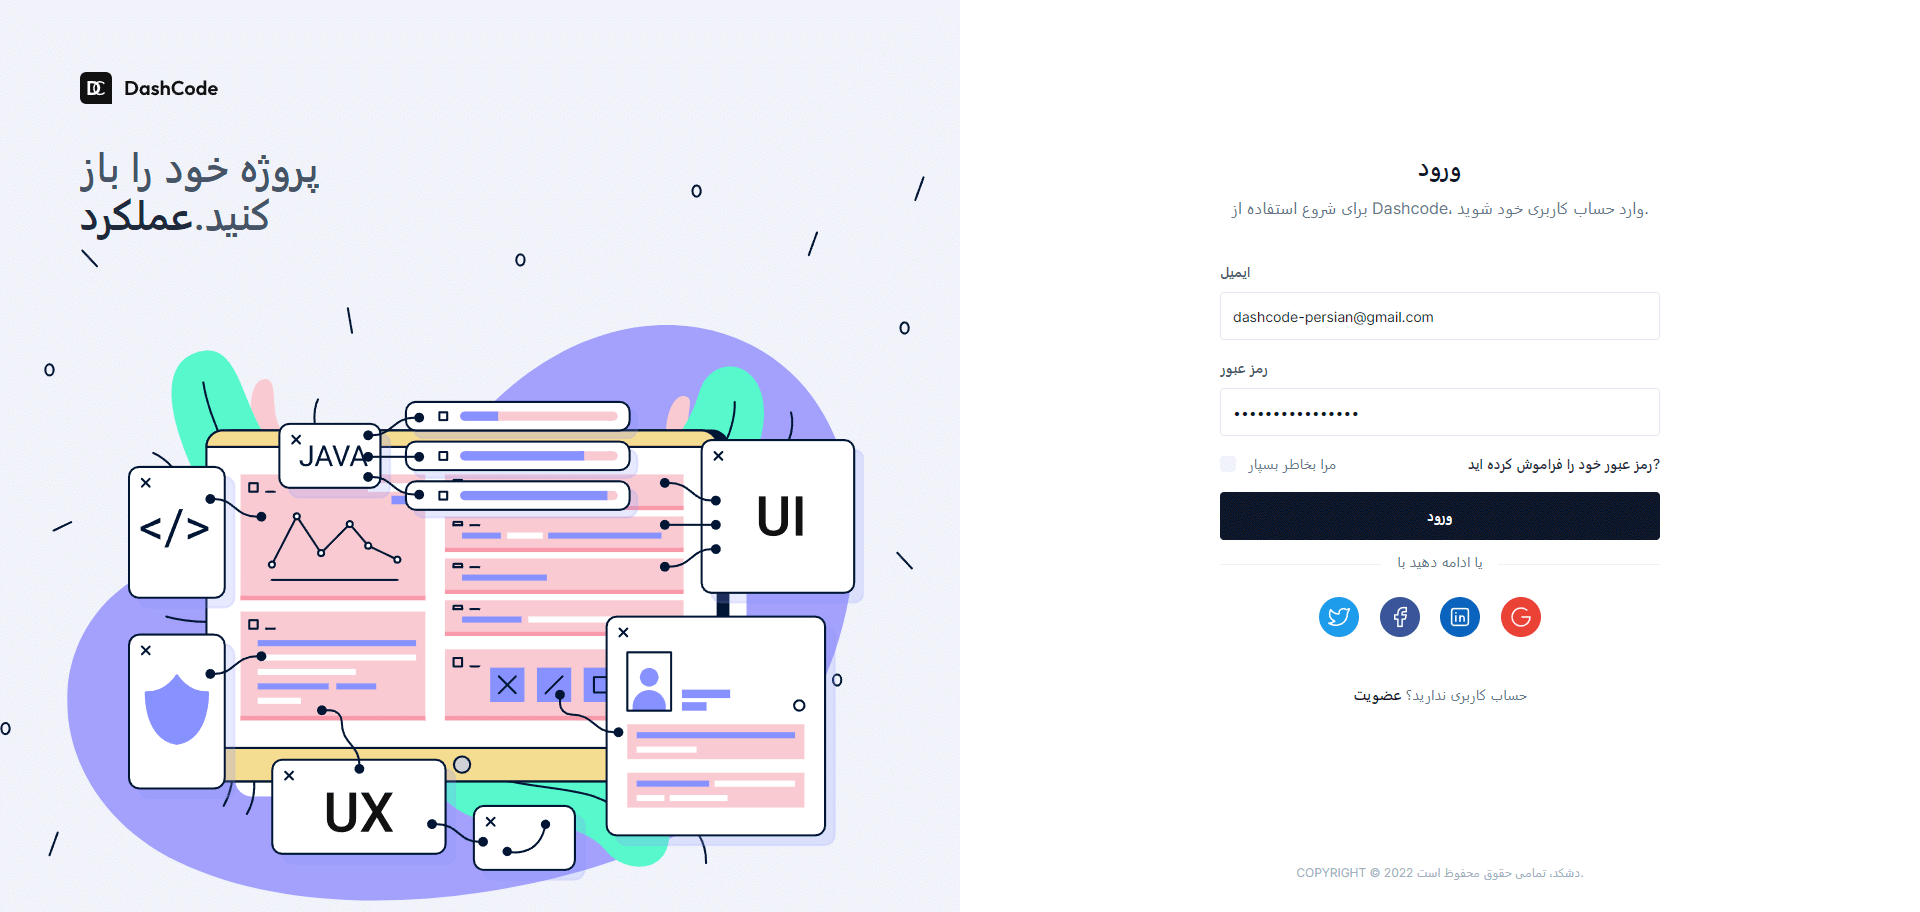 DashCode
پروژه خود را باز
کنید.عملکرد
JAVA
</>
UI
UX
ورود
وارد حساب کاربری خود شوید ،Dashcode برای شروع استفاده از.
ایمیل
dashcode-persian@gmail.com
رمز عبور
••••••••••••••••
مرا بخاطر بسپار
رمز عبور خود را فراموش کرده اید?
ورود
یا ادامه دهید با
حساب کاربری ندارید؟ عضویت
COPYRIGHT © 2022 دشکد، تمامی حقوق محفوظ است.